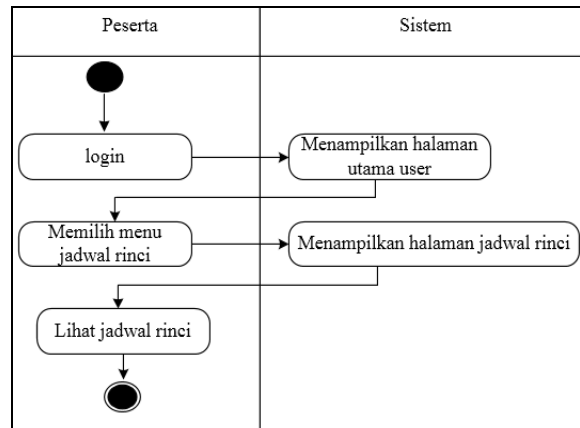 Peserta
Sistem
login
Menampilkan halaman
utama user
Memilih menu
jadwal rinci
Menampilkan halaman jadwal rinci
Lihat jadwal rinci